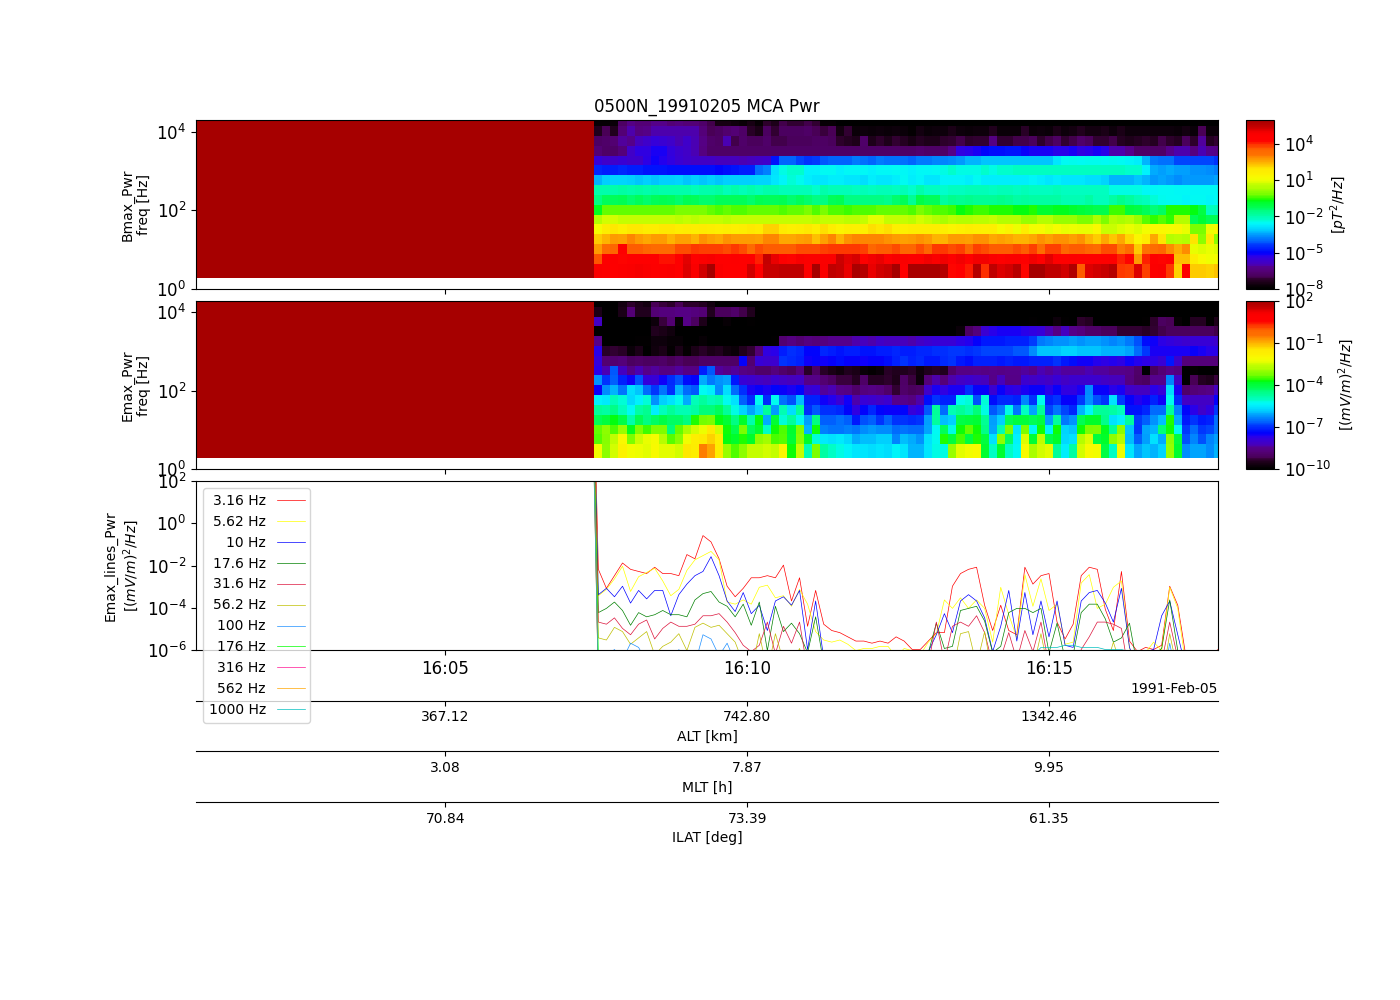 0500N_19910205 MCA Pwr
Bmax_Pwr
freq [Hz]
10^4
10^2
10^0
10^4
10^1
10^-2
10^-5
10^-8
[pT^2/Hz]
Emax_Pwr
freq [Hz]
10^4
10^2
10^0
10^2
10^-1
10^-4
10^-7
10^-10
[(mV/m)^2/Hz]
Emax_lines_Pwr
[(mV/m)^2/Hz]
10^2
10^0
10^-2
10^-4
10^-6
3.16 Hz
5.62 Hz
10 Hz
17.6 Hz
31.6 Hz
56.2 Hz
100 Hz
176 Hz
316 Hz
562 Hz
1000 Hz
16:05 16:10 16:15
1991-Feb-05
367.12 742.80 1342.46
ALT [km]
3.08 7.87 9.95
MLT [h]
70.84 73.39 61.35
ILAT [deg]